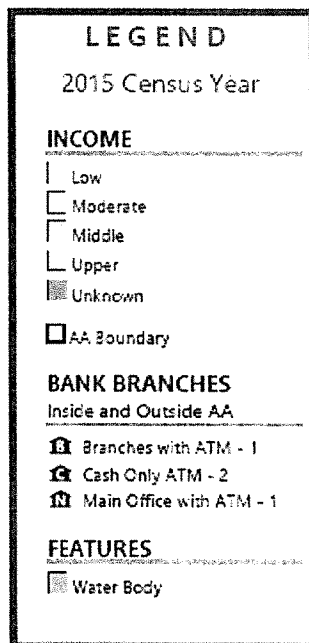 LEGEND
2015 Census Year
INCOME
Low
Moderate
Middle
Upper
Unknown
AA Boundary
BANK BRANCHES
Inside and Outside AA
B Branches with ATM - 1
C Cash Only ATM - 2
N Main Office with ATM - 1
FEATURES
Water Body